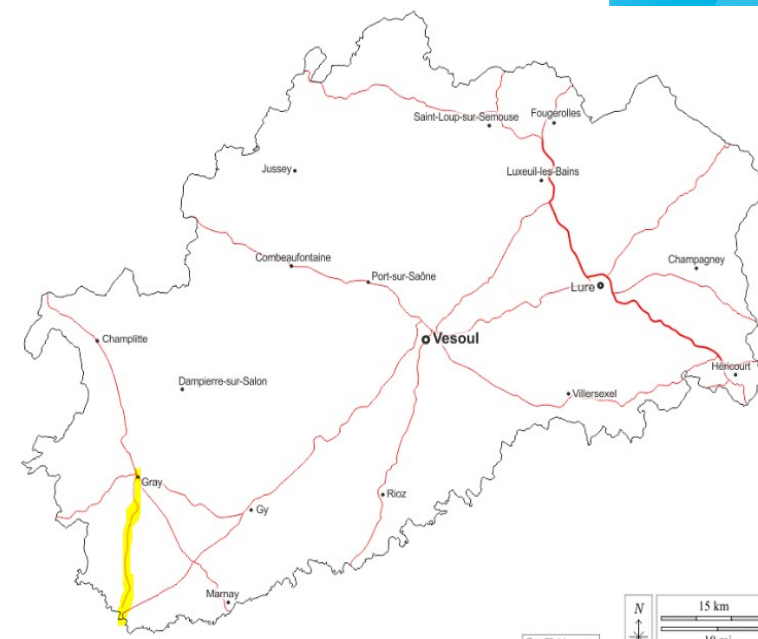 Saint-Loup-sur-Semouse
Fougerolles
Jussey
Luxeuil-les-Bains
Combeaufontaine
Port-sur-Saône
Champagney
Lure
Champlitte
Vesoul
Héricourt
Dampierre-sur-Salon
Villersexel
Gray
Rioz
Gy
Marnay
N
15 km